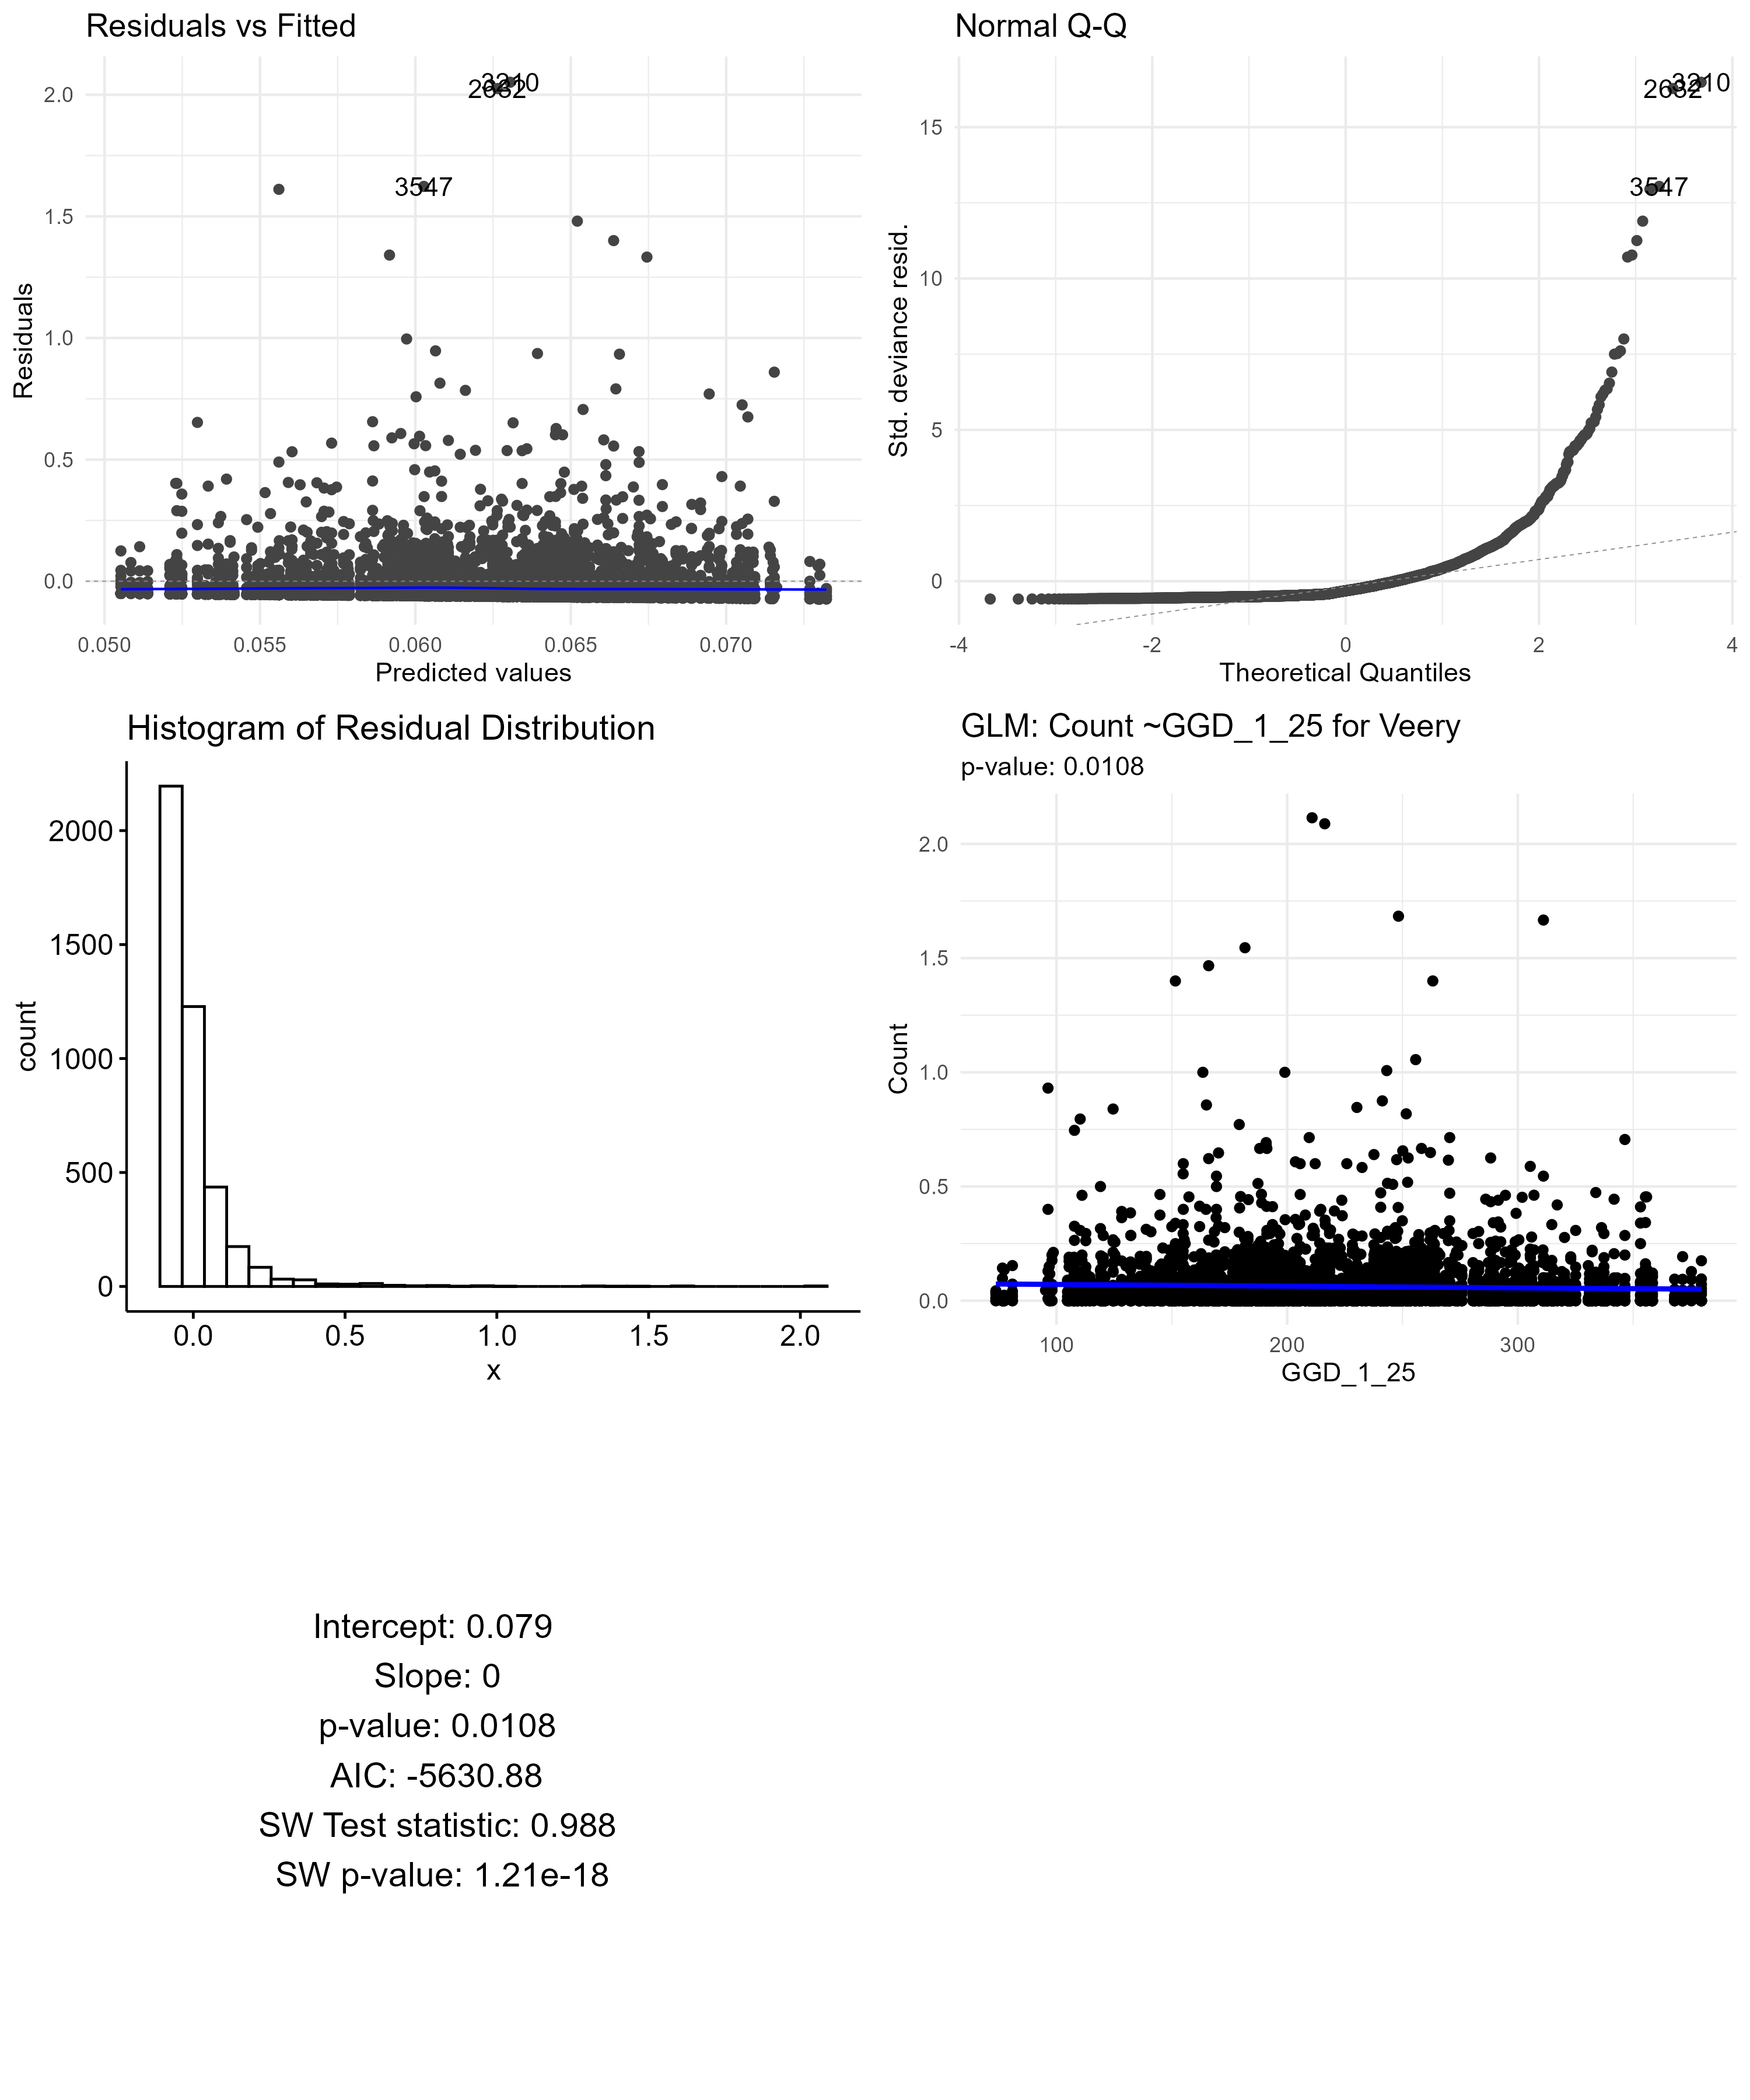 Residuals vs Fitted
3210
2682
3547
2.0
1.5
1.0
0.5
0.0
Residuals
0.050
0.055
0.060
0.065
0.070
Predicted values
Normal Q-Q
3210
2682
3547
15
10
5
0
Std. deviance resid.
-4
-2
0
2
4
Theoretical Quantiles
Histogram of Residual Distribution
2000
1500
1000
500
0
count
0.0
0.5
1.0
1.5
2.0
x
GLM: Count ~GGD_1_25 for Veery
p-value: 0.0108
2.0
1.5
1.0
0.5
0.0
Count
100
200
300
GGD_1_25
Intercept: 0.079
Slope: 0
p-value: 0.0108
AIC: -5630.88
SW Test statistic: 0.988
SW p-value: 1.21e-18